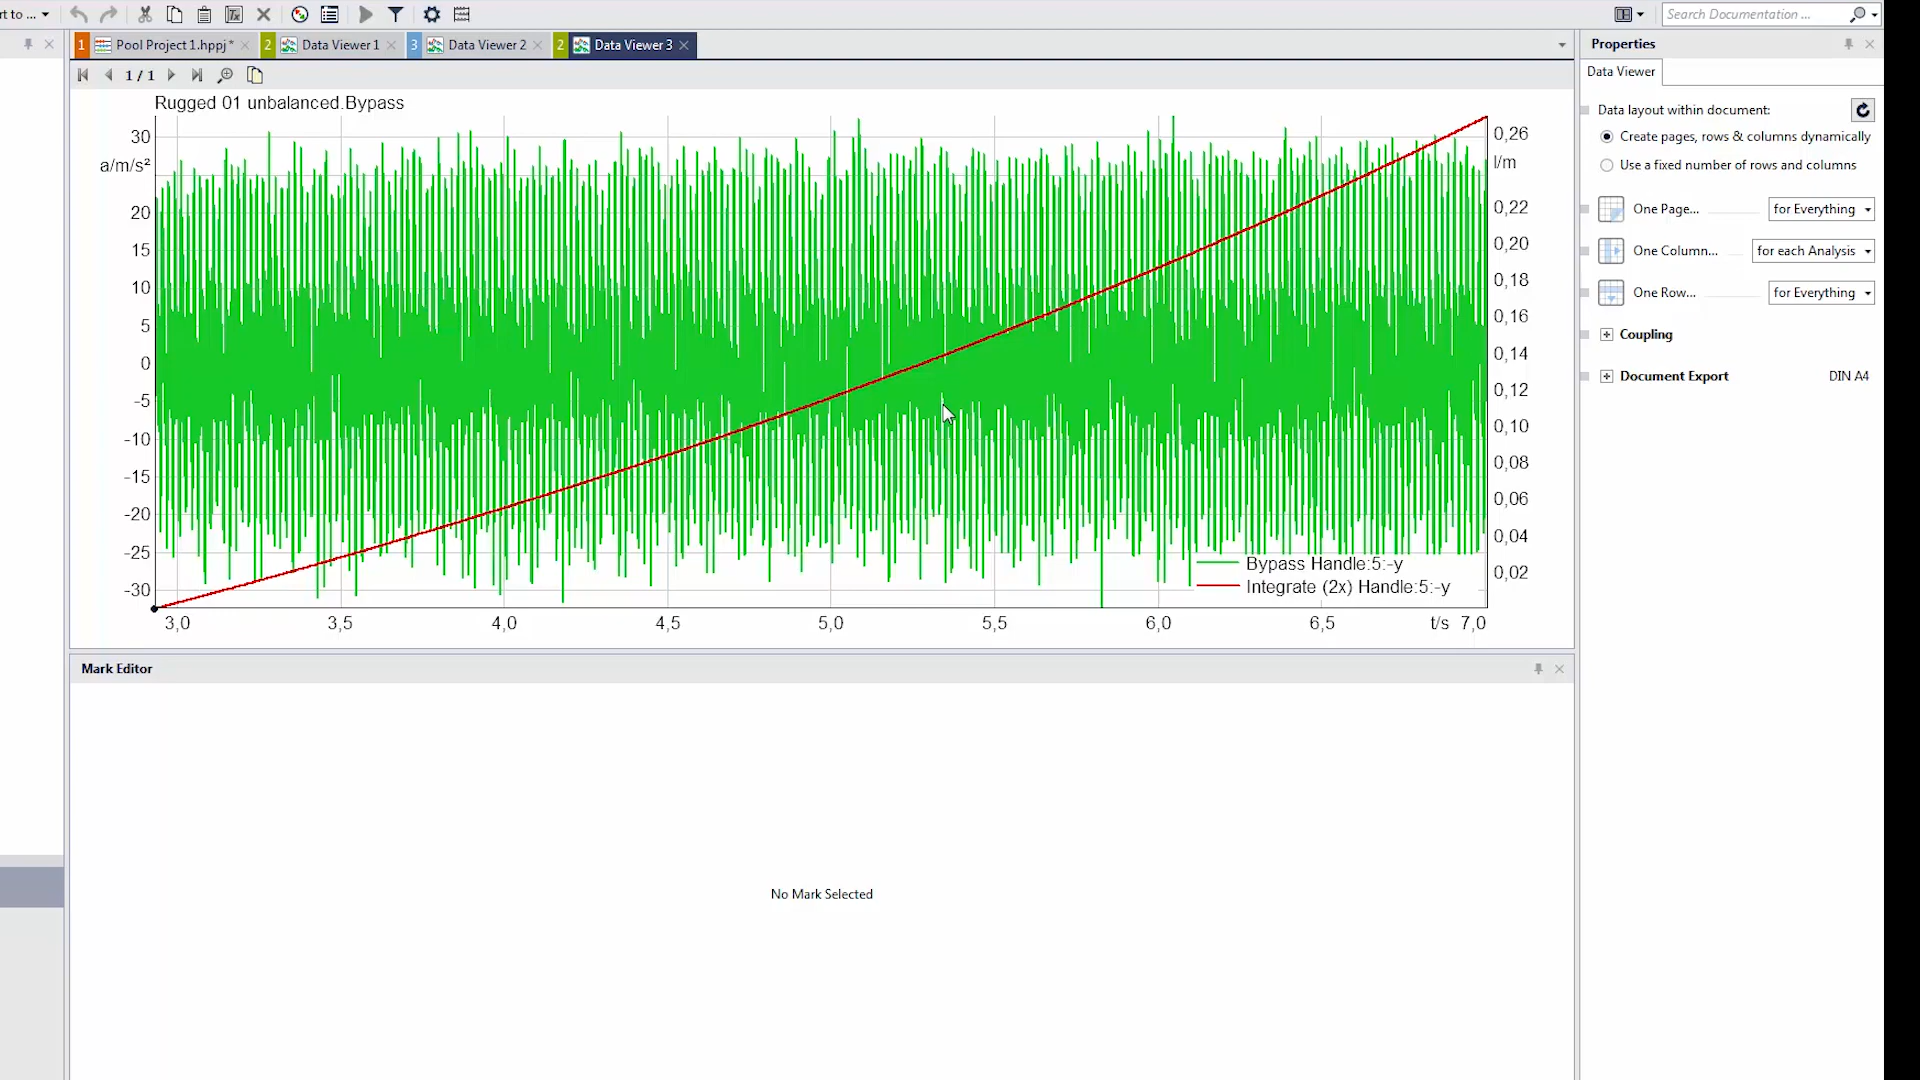 rt to ...
Search Documentation ...
1 Pool Project 1.hppj*
2 Data Viewer 1
3 Data Viewer 2
2 Data Viewer 3
Properties
Data Viewer
1 / 1
Rugged 01 unbalanced.Bypass
30
a/m/s²
20
15
10
5
0
-5
-10
-15
-20
-25
-30
0,26
l/m
0,22
0,20
0,18
0,16
0,14
0,12
0,10
0,08
0,06
0,04
0,02
Bypass Handle:5:-y
Integrate (2x) Handle:5:-y
3,0 3,5 4,0 4,5 5,0 5,5 6,0 6,5 t/s 7,0
Data layout within document:
Create pages, rows & columns dynamically
Use a fixed number of rows and columns
One Page... for Everything
One Column... for each Analysis
One Row... for Everything
Coupling
Document Export DIN A4
Mark Editor
No Mark Selected